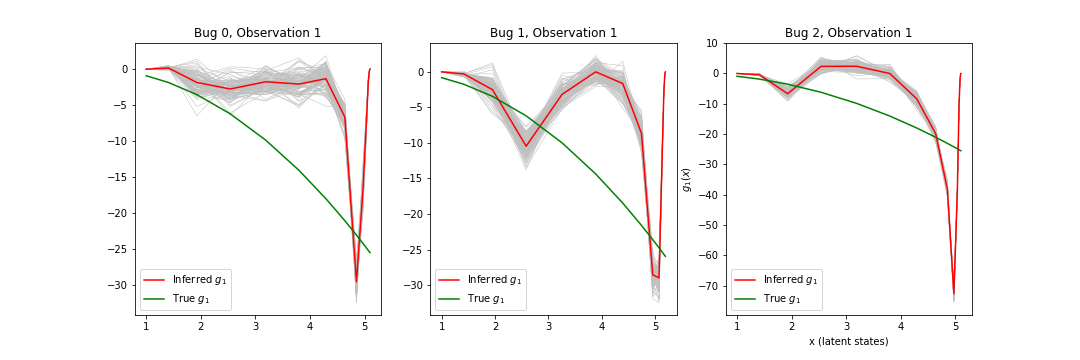 Bug 0, Observation 1
0
−5
−10
−15
−20
−25
−30
1 2 3 4 5
Inferred g₁
True g₁
Bug 1, Observation 1
0
−5
−10
−15
−20
−25
−30
1 2 3 4 5
Inferred g₁
True g₁
Bug 2, Observation 1
g₁(x)
10
0
−10
−20
−30
−40
−50
−60
−70
1 2 3 4 5
x (latent states)
Inferred g₁
True g₁